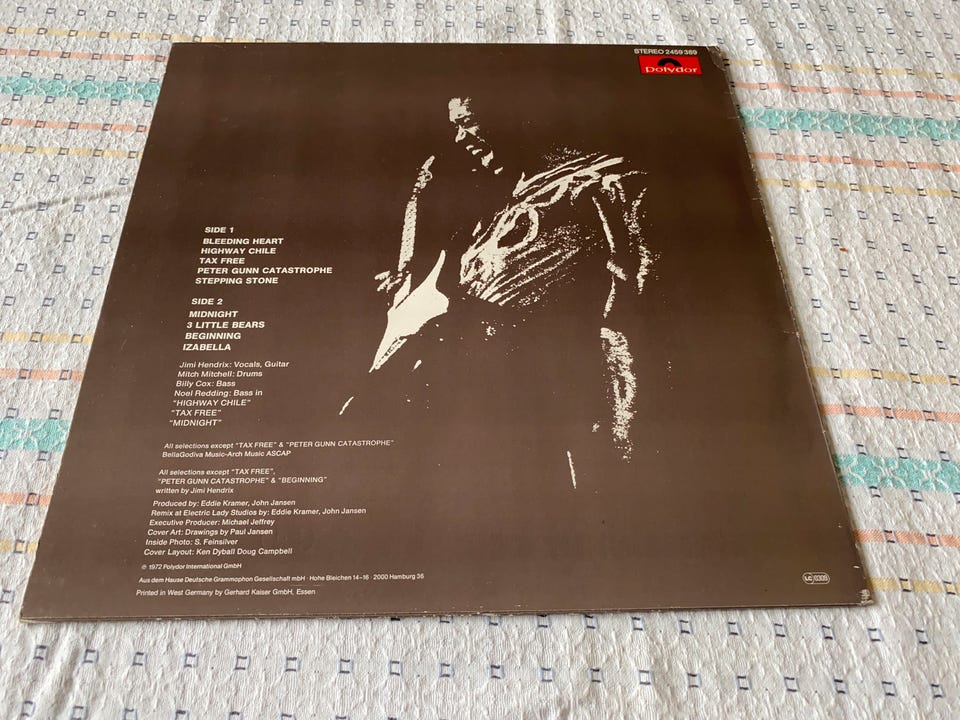 STEREO 2459 389
polydor
SIDE 1
BLEEDING HEART
HIGHWAY CHILE
TAX FREE
PETER GUNN CATASTROPHE
STEPPING STONE
SIDE 2
MIDNIGHT
3 LITTLE BEARS
BEGINNING
IZABELLA
Jimi Hendrix: Vocals, Guitar
Mitch Mitchell: Drums
Billy Cox: Bass
Noel Redding: Bass in
"HIGHWAY CHILE"
"TAX FREE"
"MIDNIGHT"
All selections except "TAX FREE" & "PETER GUNN CATASTROPHE"
BellaGodiva Music-Arch Music ASCAP
All selections except "TAX FREE",
"PETER GUNN CATASTROPHE" & "BEGINNING"
written by Jimi Hendrix
Produced by: Eddie Kramer, John Jansen
Remix at Electric Lady Studios by: Eddie Kramer, John Jansen
Executive Producer: Michael Jeffrey
Cover Art: Drawings by Paul Jansen
Inside Photo: S. Feinsilver
Cover Layout: Ken Dyball Doug Campbell
℗ 1972 Polydor International GmbH
Aus dem Hause Deutsche Grammophon Gesellschaft mbH · Hohe Bleichen 14-16 · 2000 Hamburg 36
Printed in West Germany by Gerhard Kaiser GmbH, Essen
LC 0309